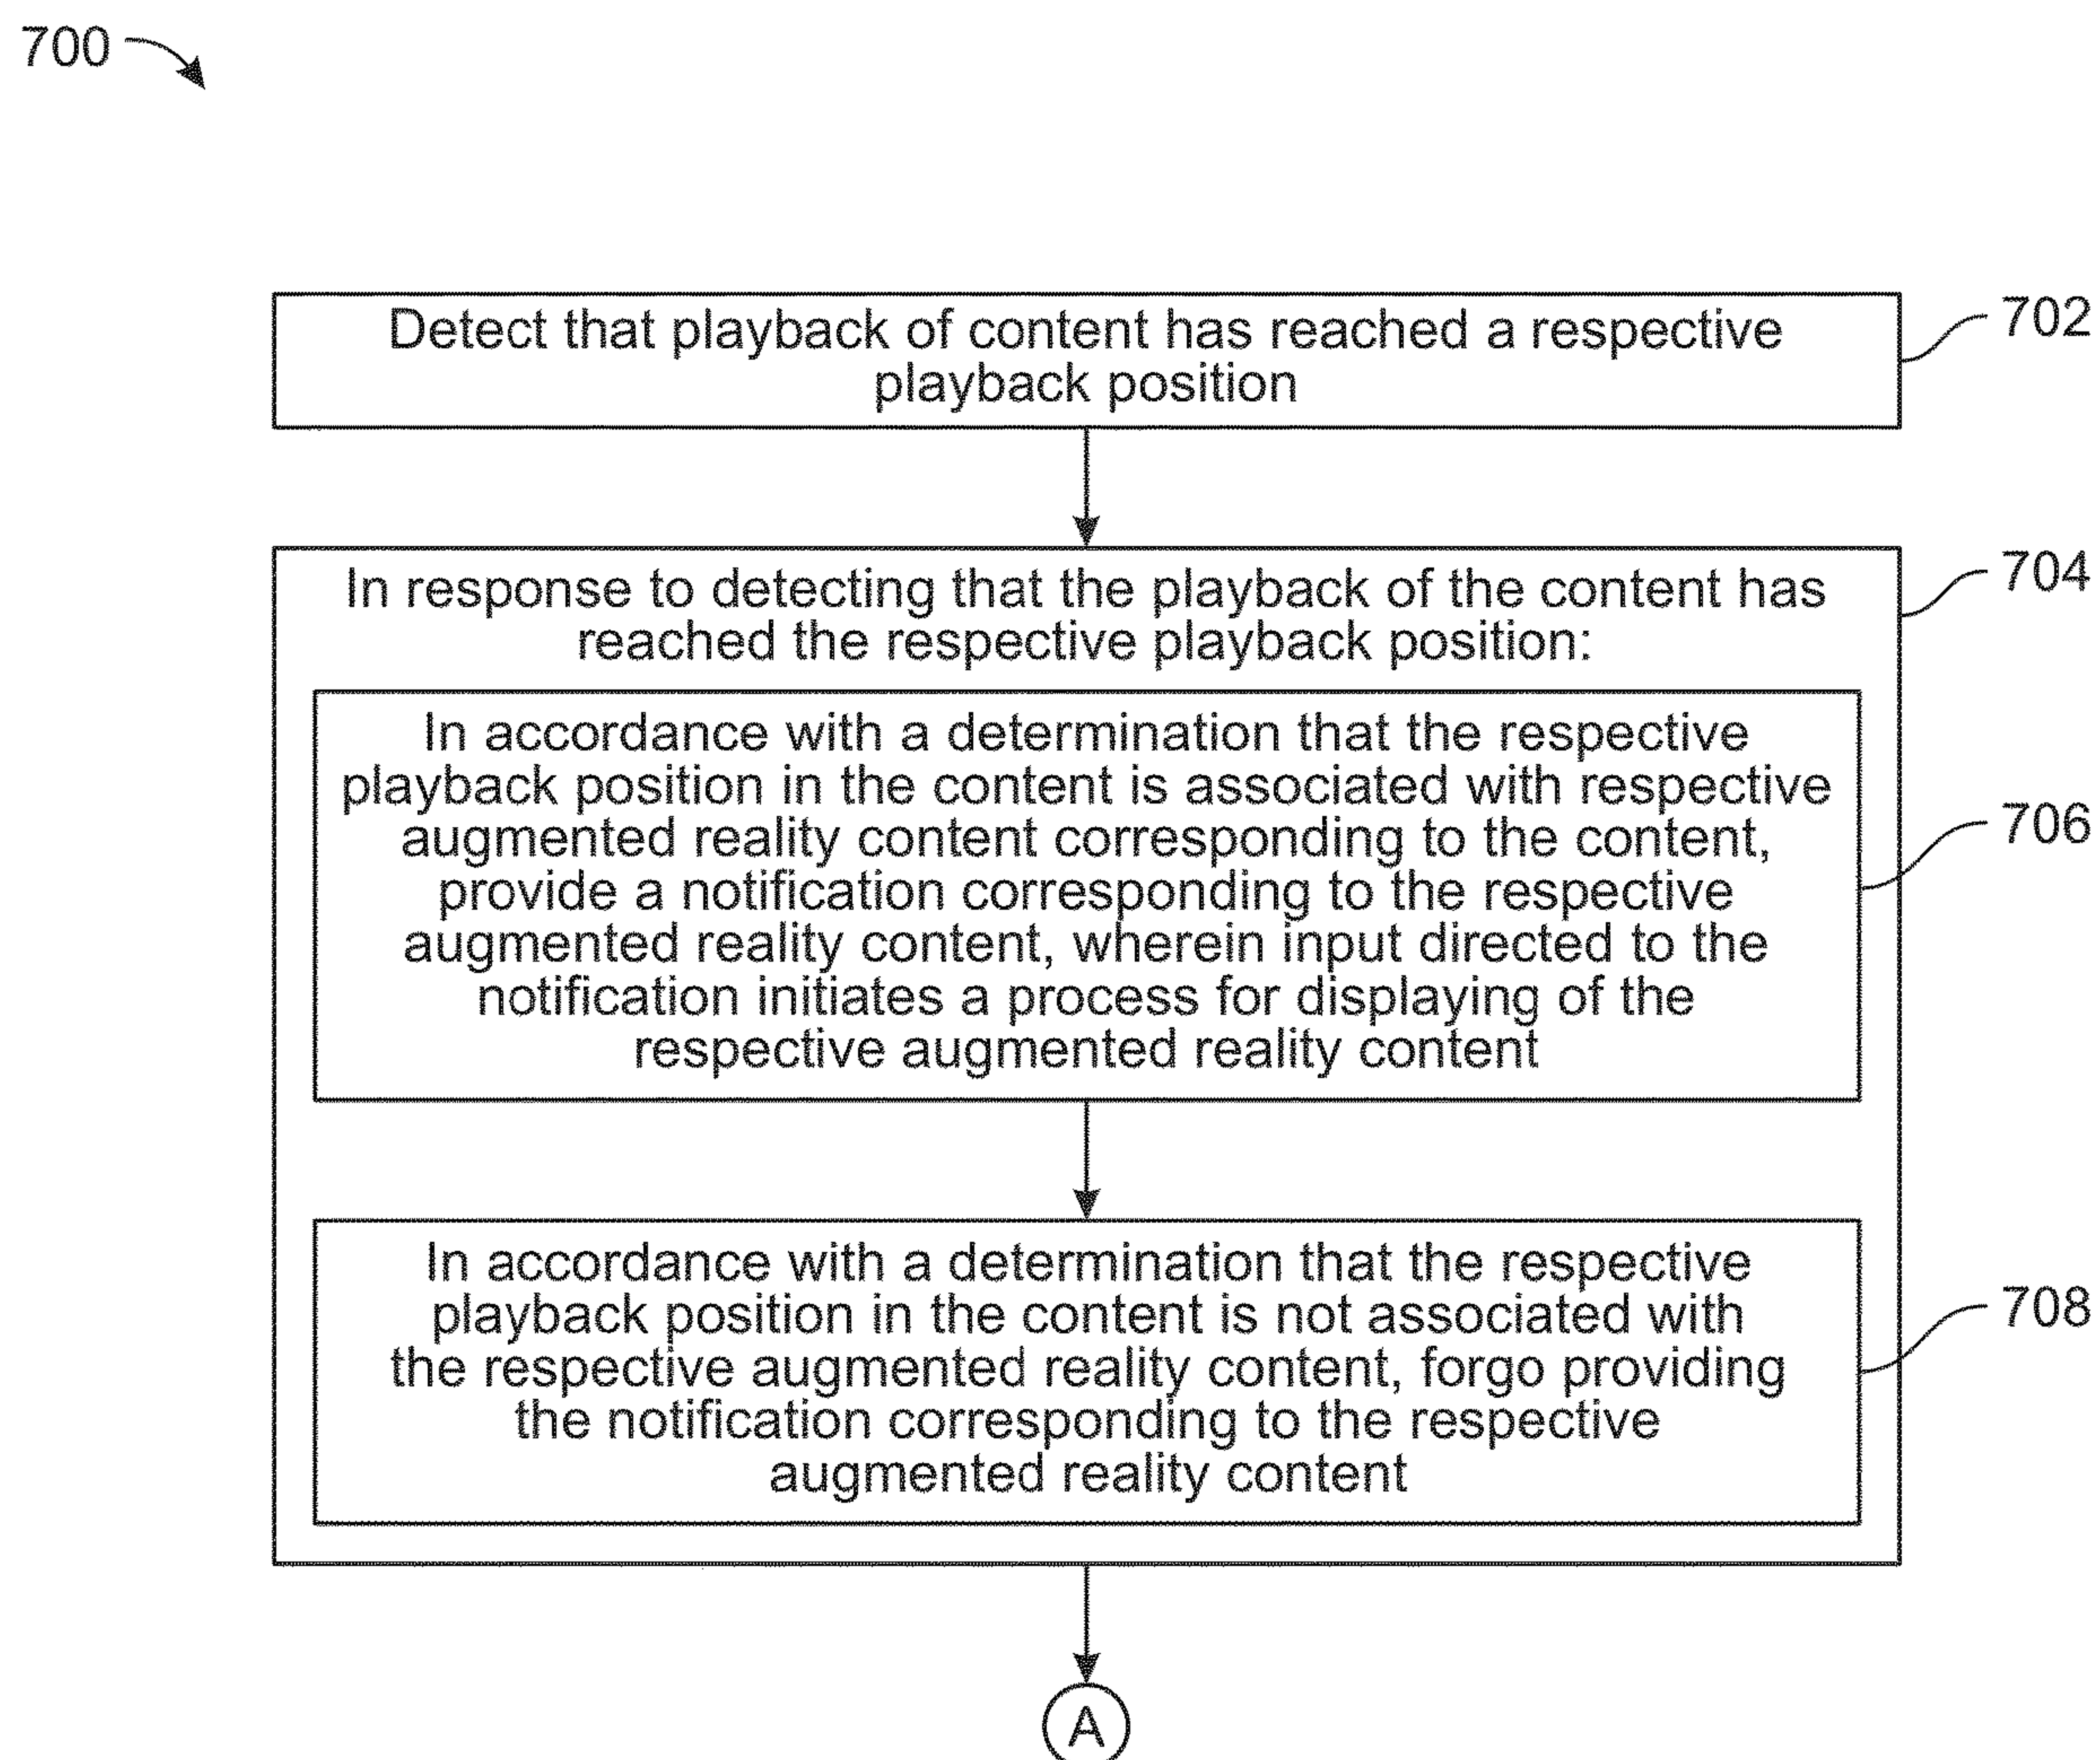 700
Detect that playback of content has reached a respective
playback position
702
In response to detecting that the playback of the content has
reached the respective playback position:
704
In accordance with a determination that the respective
playback position in the content is associated with respective
augmented reality content corresponding to the content,
provide a notification corresponding to the respective
augmented reality content, wherein input directed to the
notification initiates a process for displaying of the
respective augmented reality content
706
In accordance with a determination that the respective
playback position in the content is not associated with
the respective augmented reality content, forgo providing
the notification corresponding to the respective
augmented reality content
708
A